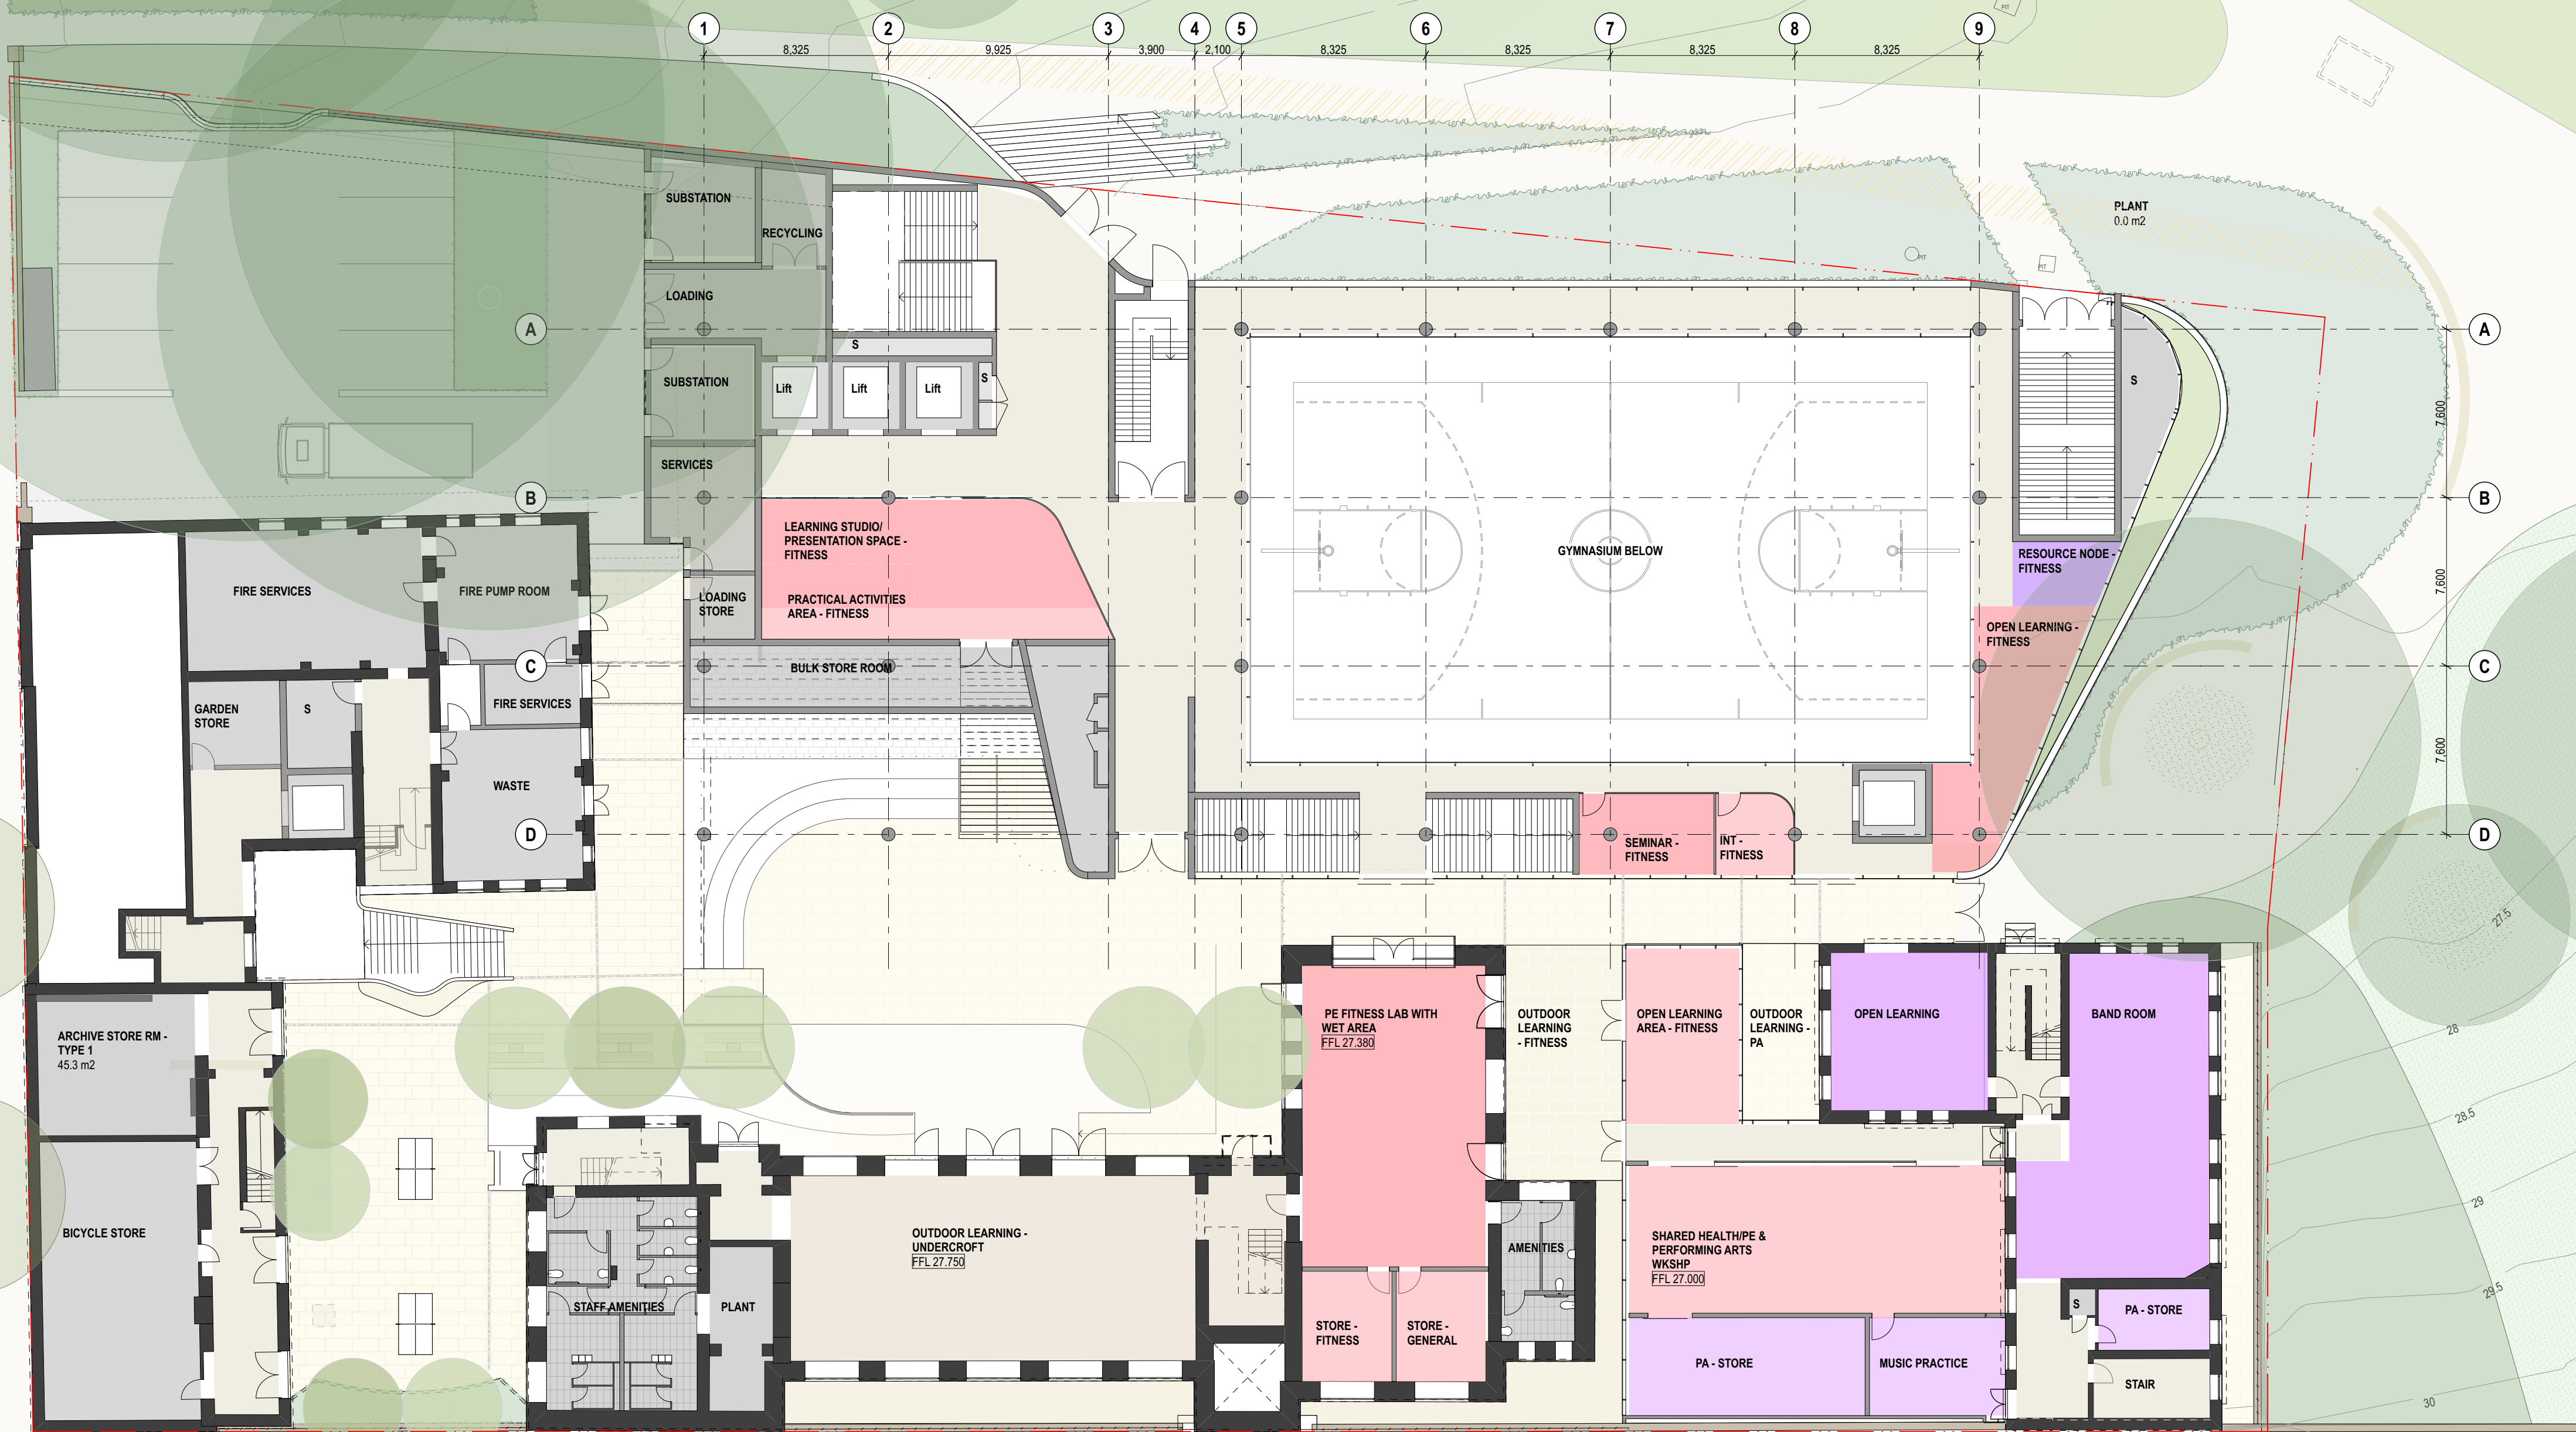 1
2
3
4
5
6
7
8
9
8,325
9,925
3,900
2,100
8,325
8,325
8,325
8,325
PIT
PLANT
0.0 m2
PIT
PIT
SUBSTATION
RECYCLING
LOADING
A
A
S
SUBSTATION
Lift
Lift
Lift
S
S
7,600
SERVICES
B
B
LEARNING STUDIO/
PRESENTATION SPACE -
FITNESS
GYMNASIUM BELOW
RESOURCE NODE -
FITNESS
7,600
FIRE SERVICES
FIRE PUMP ROOM
LOADING
STORE
PRACTICAL ACTIVITIES
AREA - FITNESS
OPEN LEARNING -
FITNESS
C
C
BULK STORE ROOM
FIRE SERVICES
GARDEN
STORE
S
7,600
WASTE
D
D
SEMINAR -
FITNESS
INT -
FITNESS
27.5
ARCHIVE STORE RM -
TYPE 1
45.3 m2
PE FITNESS LAB WITH
WET AREA
FFL 27.380
OUTDOOR
LEARNING
- FITNESS
OPEN LEARNING
AREA - FITNESS
OUTDOOR
LEARNING -
PA
OPEN LEARNING
BAND ROOM
28
28.5
29
BICYCLE STORE
OUTDOOR LEARNING -
UNDERCROFT
FFL 27.750
AMENITIES
SHARED HEALTH/PE &
PERFORMING ARTS
WKSHP
FFL 27.000
29.5
STAFF AMENITIES
PLANT
S
PA - STORE
STORE -
FITNESS
STORE -
GENERAL
PA - STORE
MUSIC PRACTICE
STAIR
30